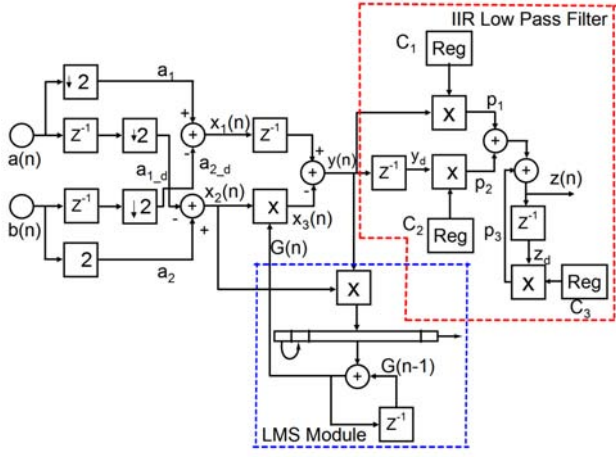 IIR Low Pass Filter
C1
Reg
↓ 2
a1
x
p1
+
+
x1(n)
z-1
a(n)
z-1
↓2
-
a2_d
+
y(n)
z-1
yd
x
+
z(n)
a1_d
x2(n)
-
x3(n)
p2
b(n)
z-1
↓ 2
-
+
x
C2
Reg
p3
z-1
2
a2
G(n)
zd
x
x
Reg
C3
+
G(n-1)
z-1
LMS Module